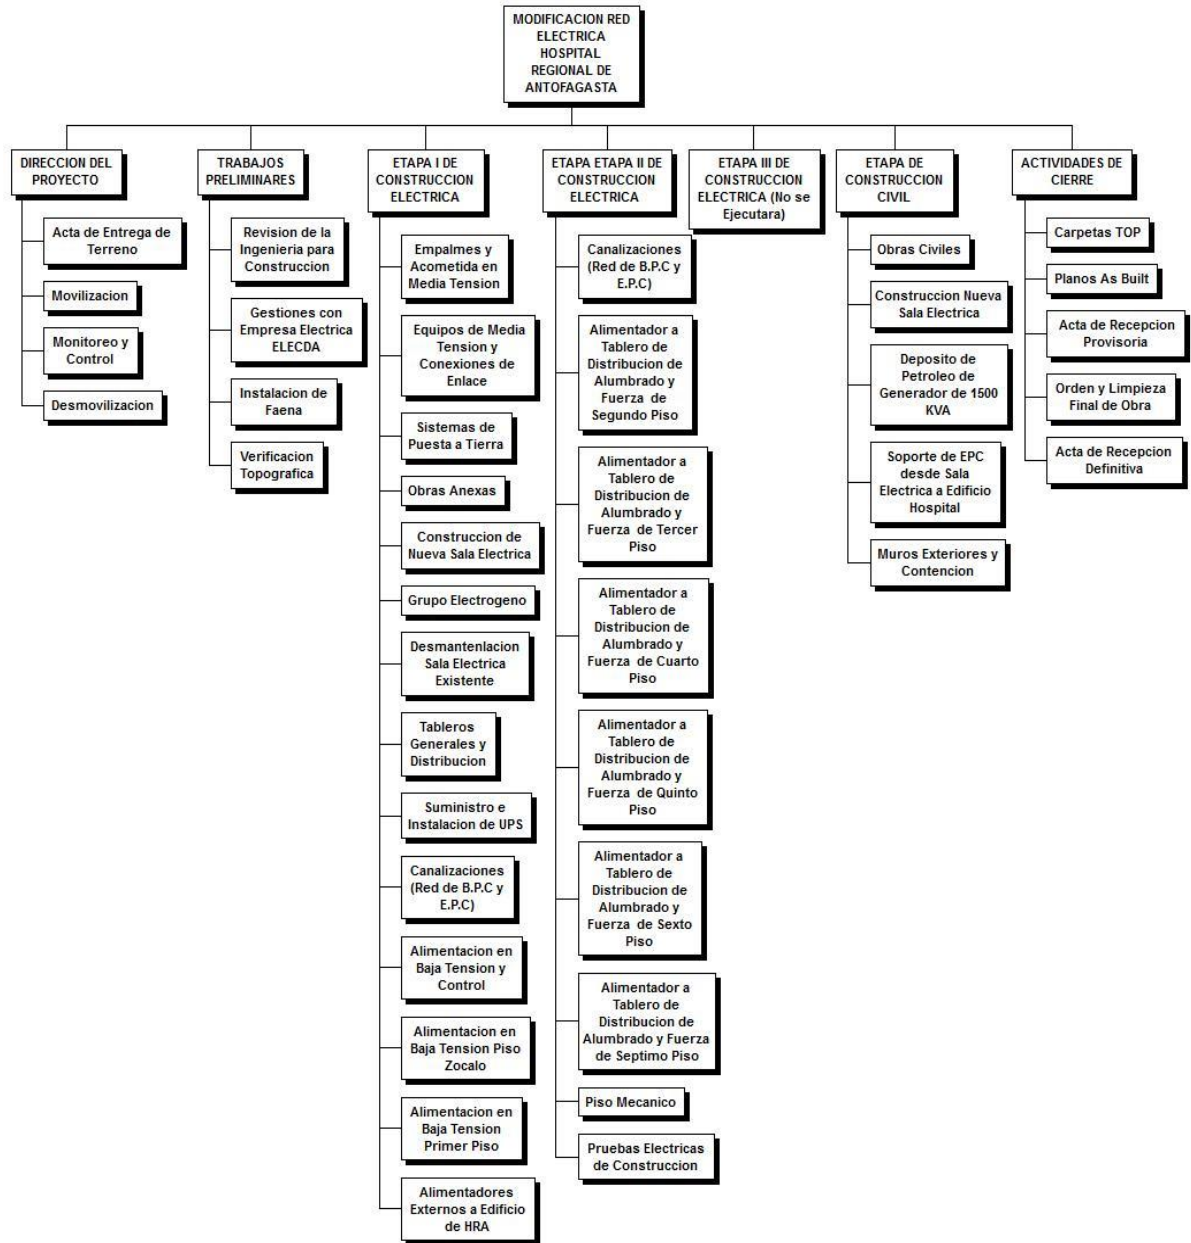 MODIFICACION RED
ELECTRICA
HOSPITAL
REGIONAL DE
ANTOFAGASTA
DIRECCION DEL
PROYECTO
Acta de Entrega de
Terreno
Movilizacion
Monitoreo y
Control
Desmovilizacion
TRABAJOS
PRELIMINARES
Revision de la
Ingenieria para
Construccion
Gestiones con
Empresa Electrica
ELECDA
Instalacion de
Faena
Verificacion
Topografica
ETAPA I DE
CONSTRUCCION
ELECTRICA
Empalmes y
Acometida en
Media Tension
Equipos de Media
Tension y
Conexiones de
Enlace
Sistemas de
Puesta a Tierra
Obras Anexas
Construccion de
Nueva Sala Electrica
Grupo Electrogeno
Desmantenlacion
Sala Electrica
Existente
Tableros
Generales y
Distribucion
Suministro e
Instalacion de UPS
Canalizaciones
(Red de B.P.C y
E.P.C)
Alimentacion en
Baja Tension y
Control
Alimentacion en
Baja Tension Piso
Zocalo
Alimentacion en
Baja Tension
Primer Piso
Alimentadores
Externos a Edificio
de HRA
ETAPA ETAPA II DE
CONSTRUCCION
ELECTRICA
Canalizaciones
(Red de B.P.C y
E.P.C)
Alimentador a
Tablero de
Distribucion de
Alumbrado y
Fuerza de
Segundo Piso
Alimentador a
Tablero de
Distribucion de
Alumbrado y
Fuerza de Tercer
Piso
Alimentador a
Tablero de
Distribucion de
Alumbrado y
Fuerza de Cuarto
Piso
Alimentador a
Tablero de
Distribucion de
Alumbrado y
Fuerza de Quinto
Piso
Alimentador a
Tablero de
Distribucion de
Alumbrado y
Fuerza de Sexto
Piso
Alimentador a
Tablero de
Distribucion de
Alumbrado y Fuerza
de Septimo Piso
Piso Mecanico
Pruebas Electricas
de Construccion
ETAPA III DE
CONSTRUCCION
ELECTRICA (No se
Ejecutara)
ETAPA DE
CONSTRUCCION
CIVIL
Obras Civiles
Construccion Nueva
Sala Electrica
Deposito de
Petroleo de
Generador de 1500
KVA
Soporte de EPC
desde Sala
Electrica a Edificio
Hospital
Muros Exteriores y
Contencion
ACTIVIDADES DE
CIERRE
Carpetas TOP
Planos As Built
Acta de Recepcion
Provisoria
Orden y Limpieza
Final de Obra
Acta de Recepcion
Definitiva